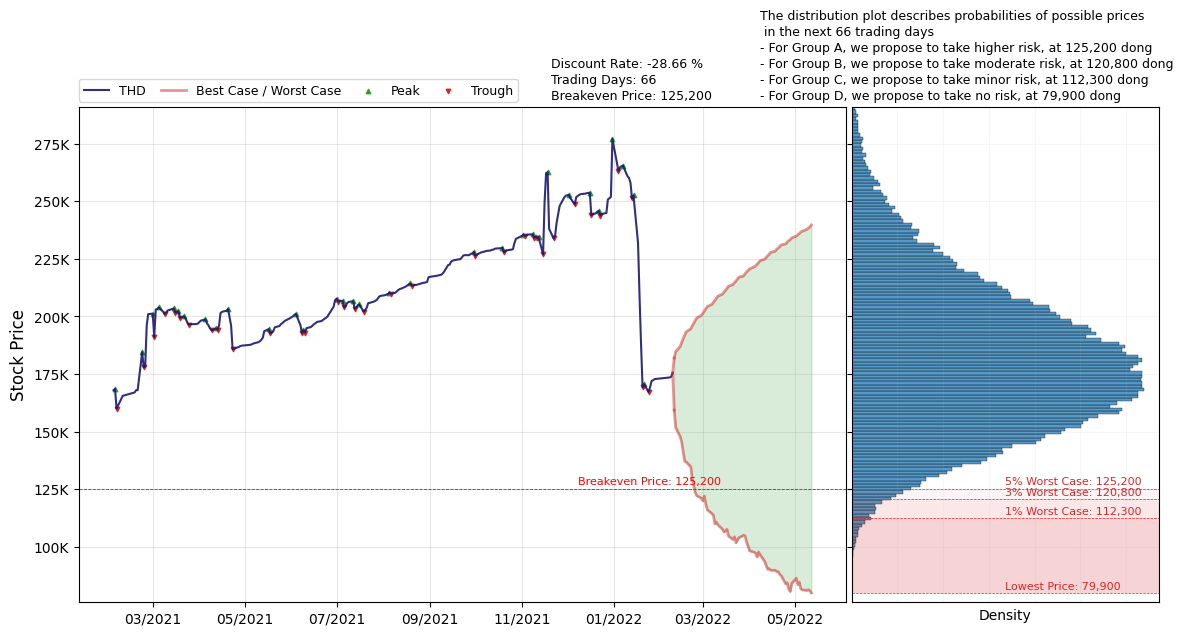 The distribution plot describes probabilities of possible prices
in the next 66 trading days
- For Group A, we propose to take higher risk, at 125,200 dong
- For Group B, we propose to take moderate risk, at 120,800 dong
- For Group C, we propose to take minor risk, at 112,300 dong
- For Group D, we propose to take no risk, at 79,900 dong
Discount Rate: -28.66 %
Trading Days: 66
Breakeven Price: 125,200
THD Best Case / Worst Case Peak Trough
Stock Price
275K
250K
225K
200K
175K
150K
125K
100K
Breakeven Price: 125,200
5% Worst Case: 125,200
3% Worst Case: 120,800
1% Worst Case: 112,300
Lowest Price: 79,900
03/2021 05/2021 07/2021 09/2021 11/2021 01/2022 03/2022 05/2022
Density